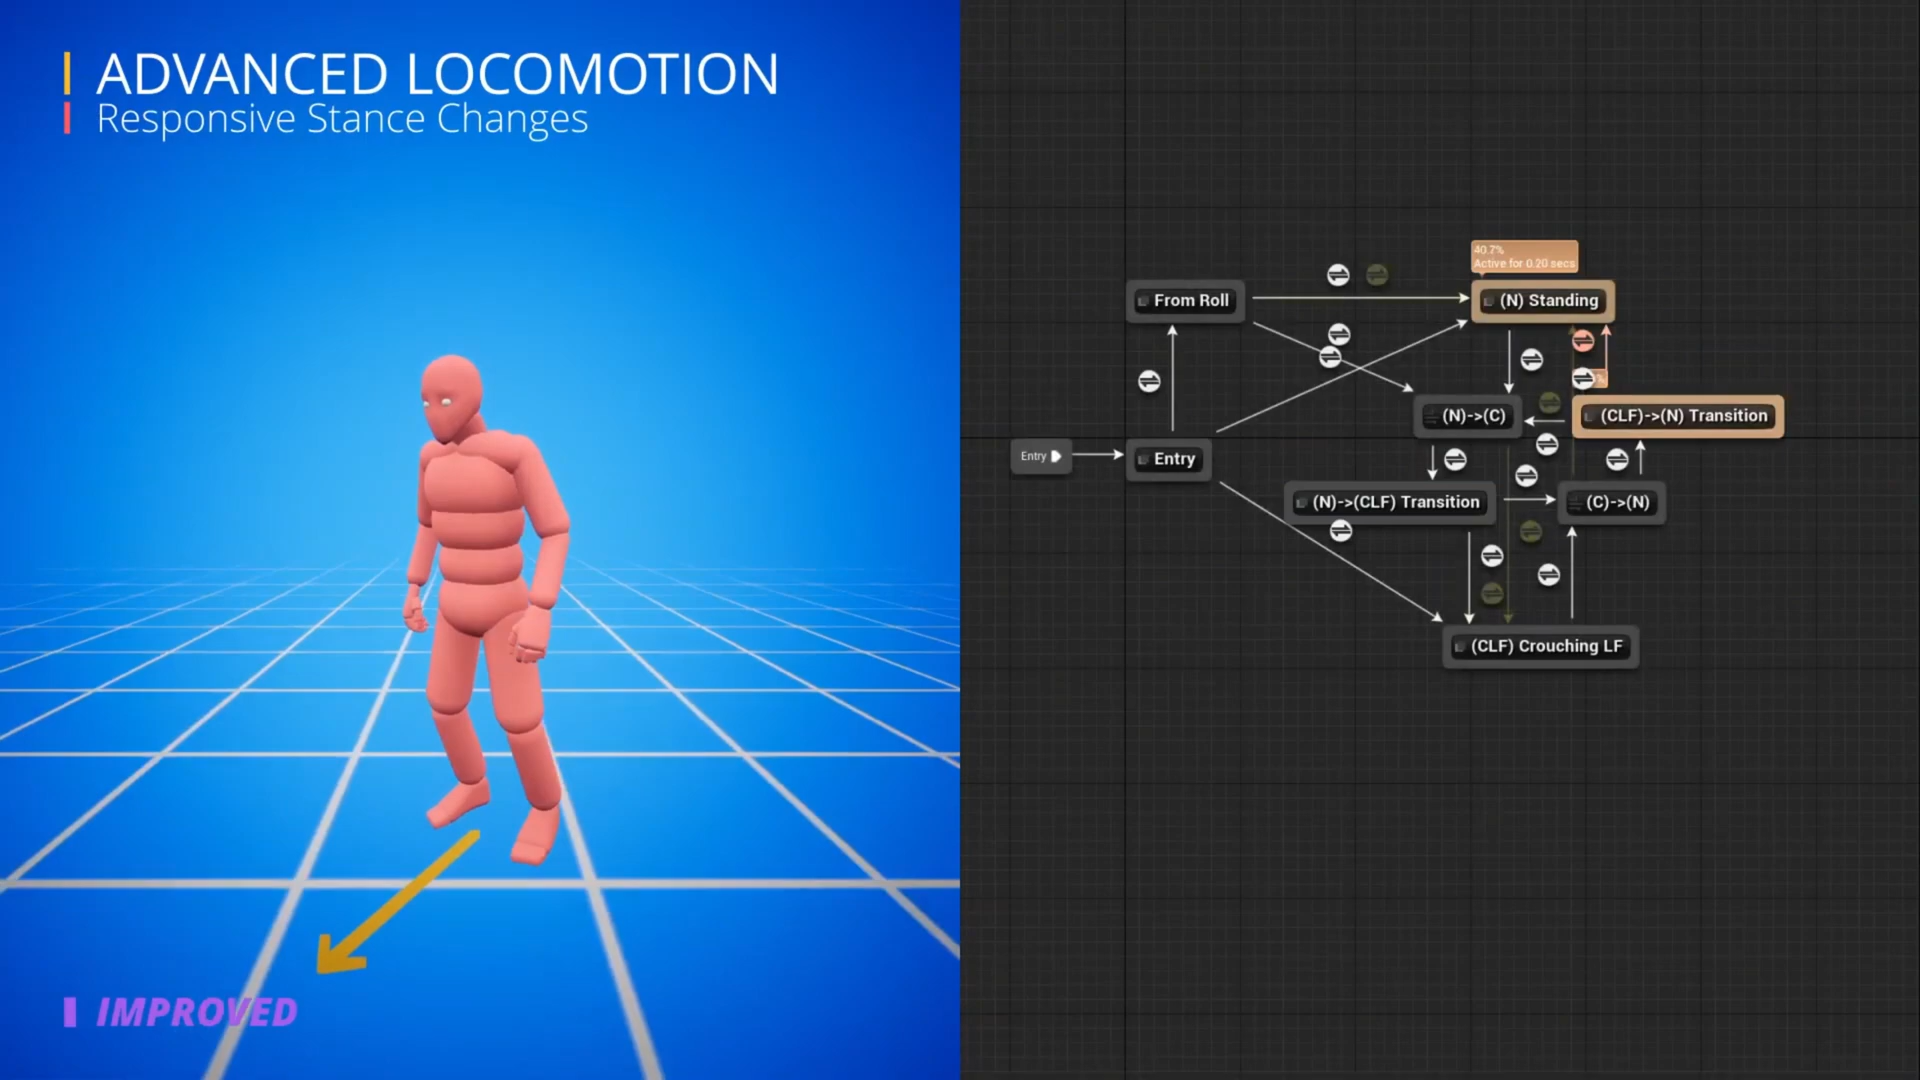 ADVANCED LOCOMOTION
Responsive Stance Changes
40.7%
Active for 0.20 secs
From Roll
(N) Standing
(N)->(C)
(CLF)->(N) Transition
Entry
Entry
(N)->(CLF) Transition
(C)->(N)
(CLF) Crouching LF
IMPROVED